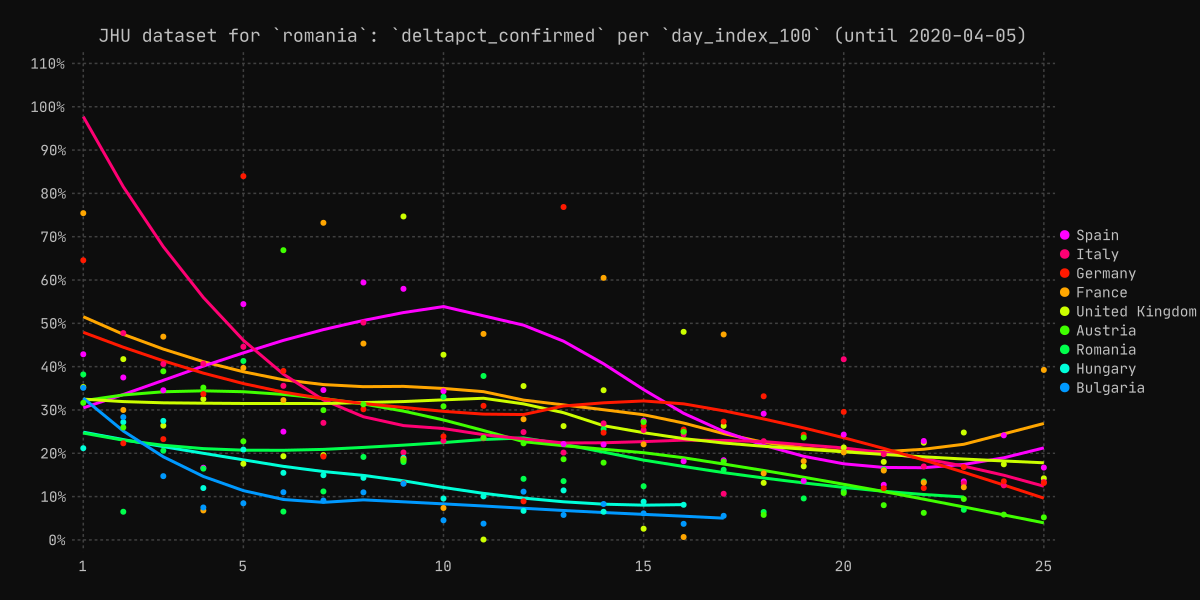 JHU dataset for `romania`: `deltapct_confirmed` per `day_index_100` (until 2020-04-05)
110%
100%
90%
80%
70%
60%
50%
40%
30%
20%
10%
0%
1 5 10 15 20 25
Spain
Italy
Germany
France
United Kingdom
Austria
Romania
Hungary
Bulgaria